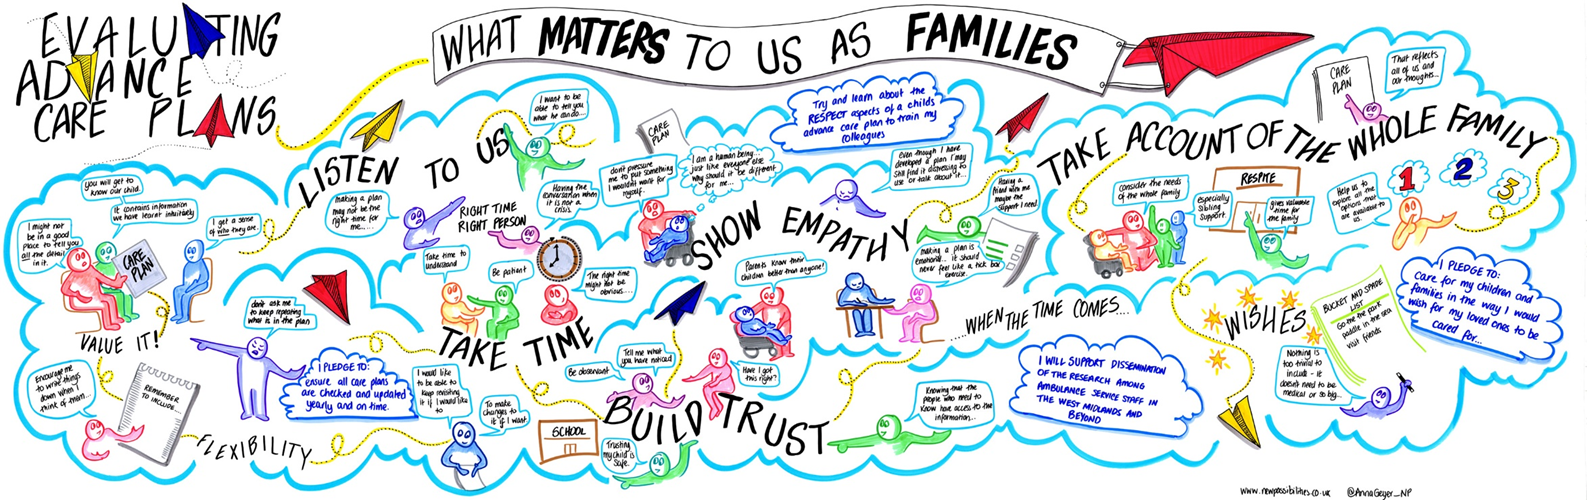 EVALUATING
ADVANCE
CARE PLANS
WHAT MATTERS TO US AS FAMILIES
LISTEN TO US
I want to be
able to tell you
what he can do...
you will get to
know our child.
it contains information
we have learnt intuitively
I might not
be in a good
place to tell you
all the detail
in it.
I get a sense
of who they are.
CARE
PLAN
VALUE IT!
making a plan
may not be the
right time for
me.....
RIGHT TIME
RIGHT PERSON
Having the
conversation when
it is not a
crisis.
Take time to
understand
Be patient
The right time
might not be
obvious....
TAKE TIME
don't ask me
to keep repeating
what is in the plan
I PLEDGE TO:
ensure all care plans
are checked and updated
yearly and on time.
Encourage me
to write things
down when I
think of them...
REMEMBER
TO INCLUDE...
FLEXIBILITY
I would like
to be able to
keep revisiting
it if I would like
to
To make
changes to
it if I want
CARE
PLAN
don't pressure
me to put something
I wouldn't want for
myself.
I am a human being...
just like everyone else
Why should it be different
for me...
Try and learn about the
RESPECT aspects of a childs
advance care plan to train my
colleagues
SHOW EMPATHY
Even though I have
developed a plan I may
still find it distressing to
use or talk about it...
Having a
friend with me
maybe the
support I need.
making a plan is
emotional... it should
never feel like a tick box
exercise.
Parents know their
children better than anyone!
Tell me what
you have noticed
Be observant
Have I got
this right?
BUILD TRUST
SCHOOL
Trusting
my child is
safe.
Knowing that the
people who need to
know have access to the
information...
WHEN THE TIME COMES...
I WILL SUPPORT DISSEMINATION
OF THE RESEARCH AMONG
AMBULANCE SERVICE STAFF IN
THE WEST MIDLANDS AND
BEYOND
TAKE ACCOUNT OF THE WHOLE FAMILY
CARE
PLAN
That reflects
all of us and
our thoughts...
consider the needs
of the whole family
especially
sibling
support.
RESPITE
gives valuable
time for
the family
Help us to
explore all the
options that
are available to
us.
1
2
3
WISHES
BUCKET AND SPADE
LIST
Go to the park
paddle in the sea
visit friends
Nothing is
too trivial to
include - it
doesn't need to be
medical or so big...
I PLEDGE TO:
Care for my children and
families in the way I would
wish for my loved ones to be
cared for...
www.newpossibilities.co.uk @AnnaGeyer_NP